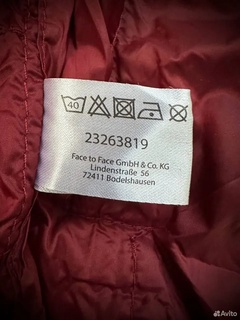 40
23263819
Face to Face GmbH & Co. KG
Lindenstraße 56
72411 Bodelshausen
Avito